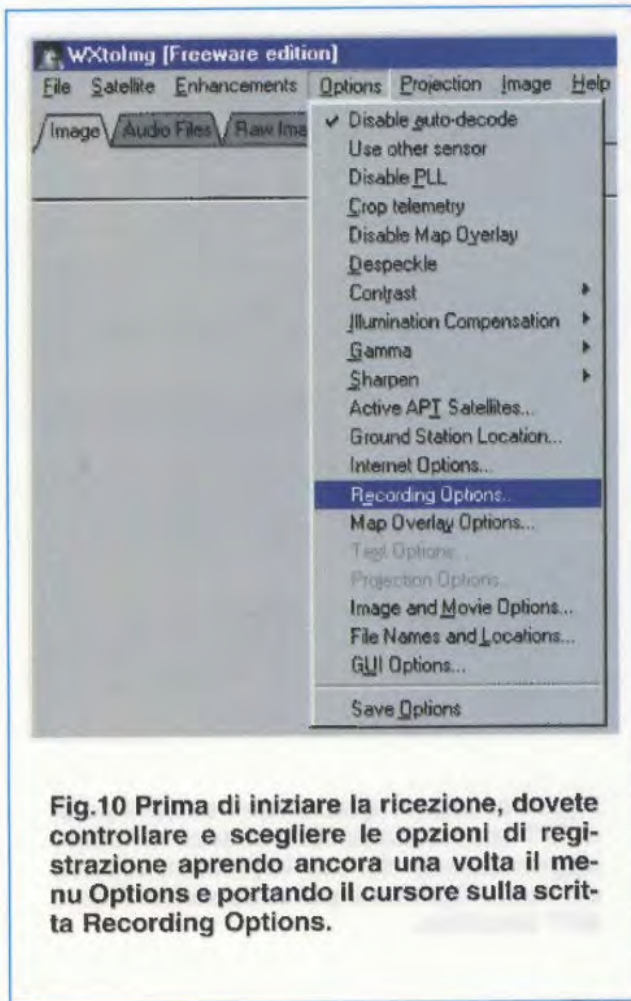 WXtoImg [Freeware edition]
File Satellite Enhancements Options Projection Image Help
Image Audio Files Raw Ima
Disable auto-decode
Use other sensor
Disable PLL
Crop telemetry
Disable Map Overlay
Despeckle
Contrast
Illumination Compensation
Gamma
Sharpen
Active APT Satellites...
Ground Station Location...
Internet Options...
Recording Options...
Map Overlay Options...
Text Options...
Projection Options...
Image and Movie Options...
File Names and Locations...
GUI Options...
Save Options
Fig.10 Prima di iniziare la ricezione, dovete
controllare e scegliere le opzioni di regi-
strazione aprendo ancora una volta il me-
nu Options e portando il cursore sulla scrit-
ta Recording Options.